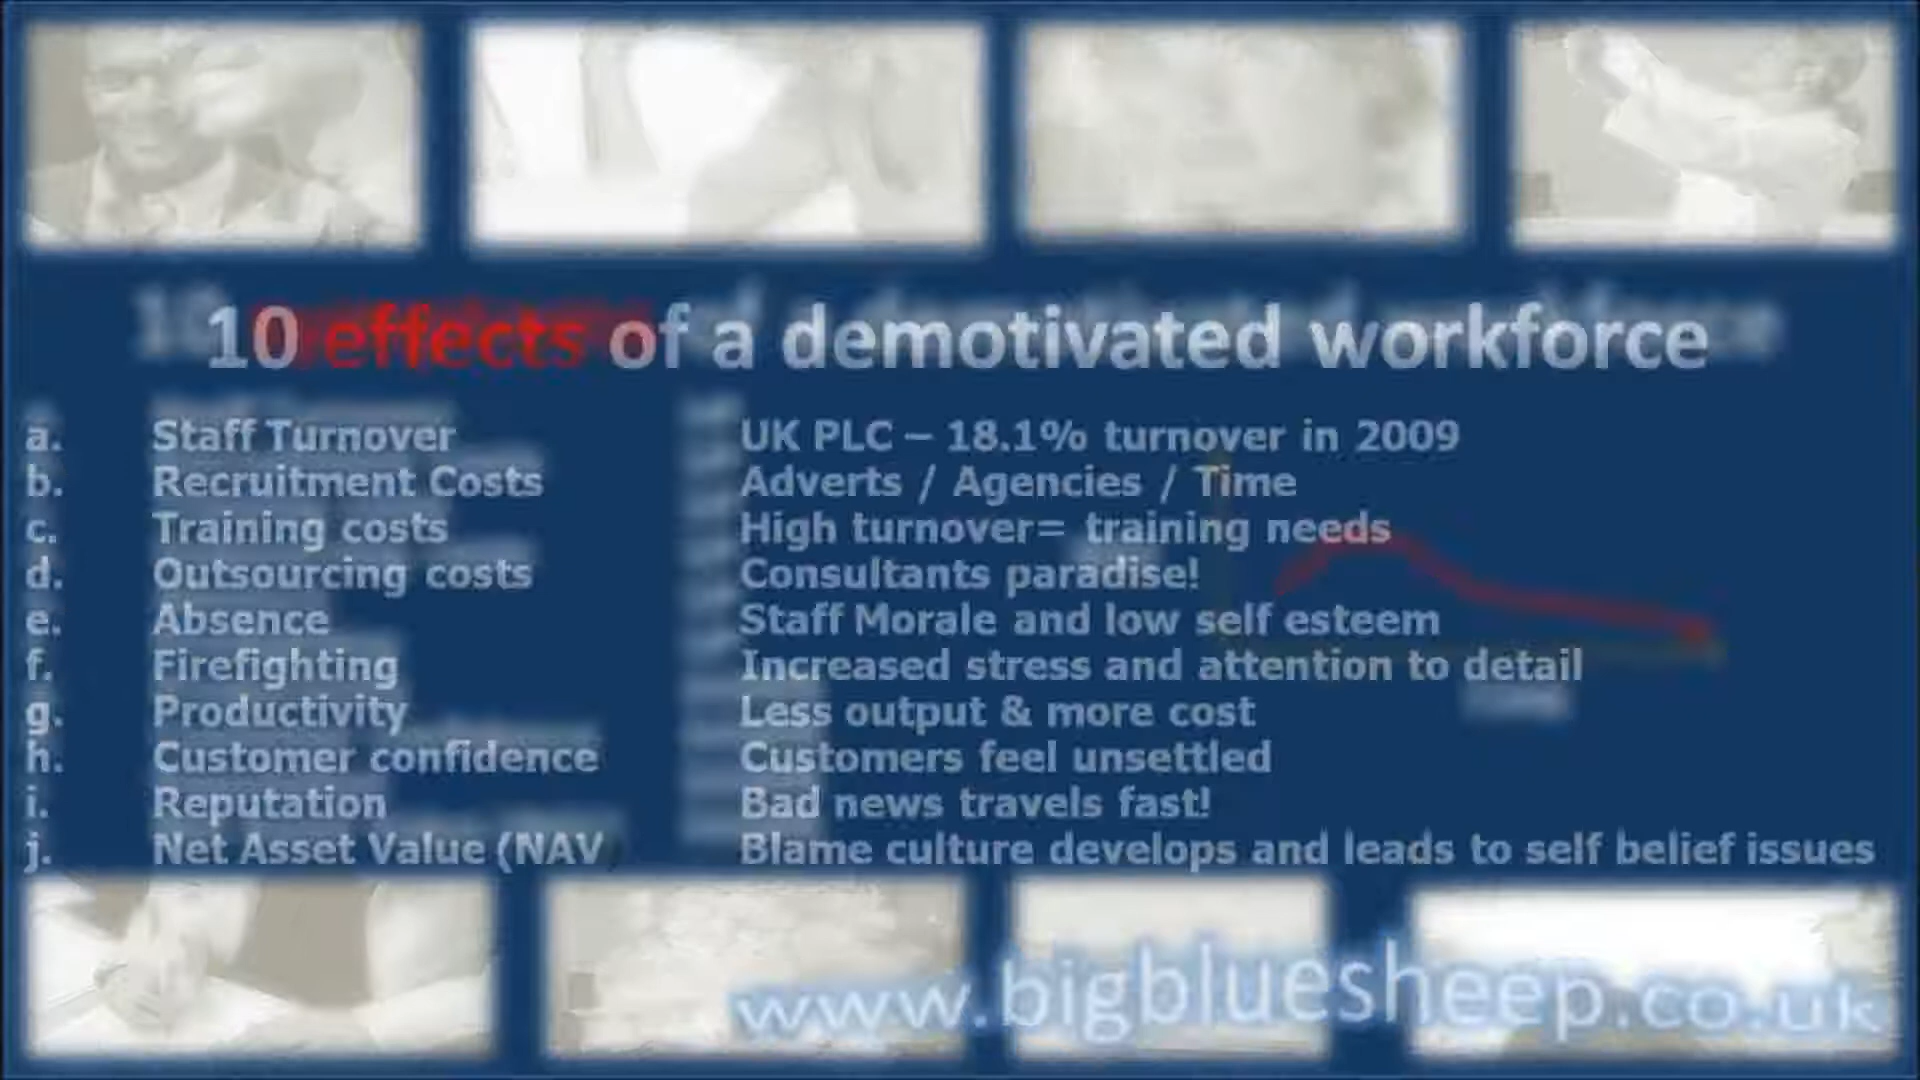 10 effects of a demotivated workforce
a. Staff Turnover UK PLC – 18.1% turnover in 2009
b. Recruitment Costs Adverts / Agencies / Time
c. Training costs High turnover= training needs
d. Outsourcing costs Consultants paradise!
e. Absence Staff Morale and low self esteem
f. Firefighting Increased stress and attention to detail
g. Productivity Less output & more cost
h. Customer confidence Customers feel unsettled
i. Reputation Bad news travels fast!
j. Net Asset Value (NAV Blame culture develops and leads to self belief issues
www.bigbluesheep.co.uk